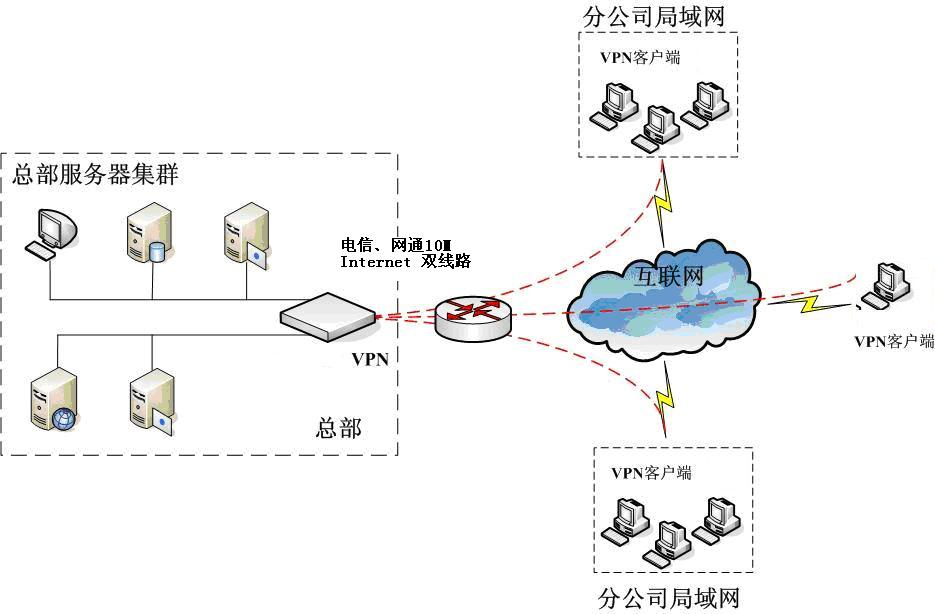 分公司局域网
VPN客户端
总部服务器集群
电信、网通10M
Internet 双线路
互联网
VPN客户端
VPN
总部
VPN客户端
分公司局域网